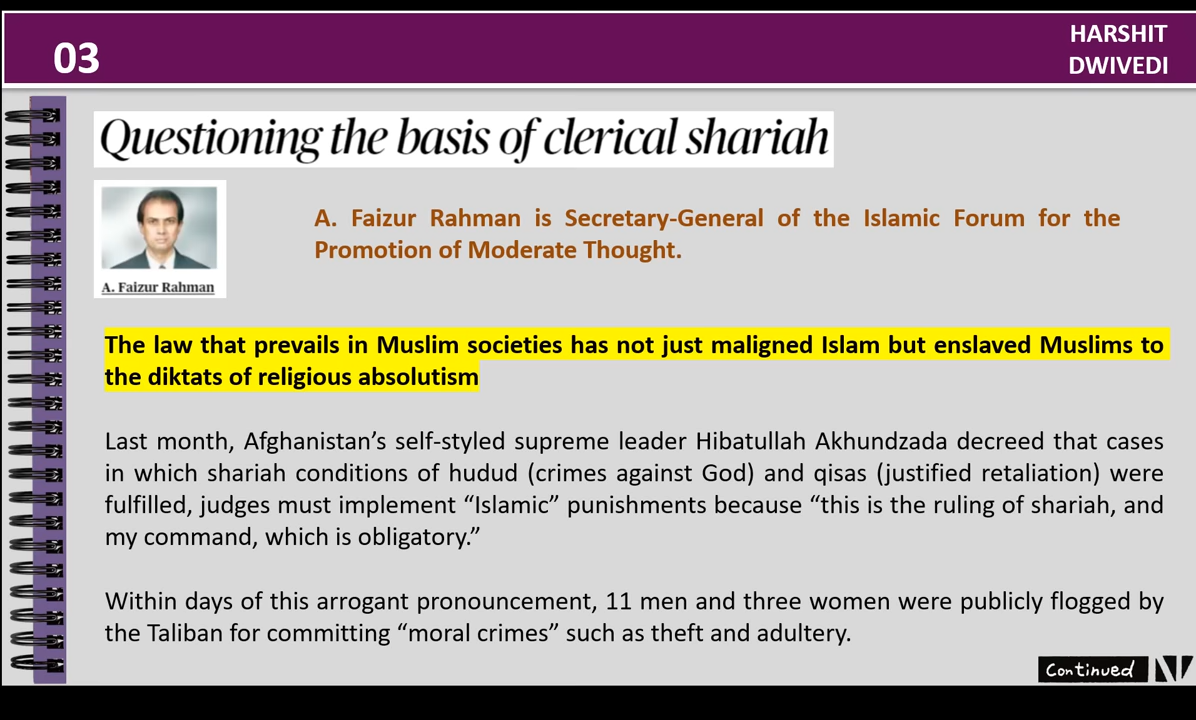 03
HARSHIT
DWIVEDI
Questioning the basis of clerical shariah
A. Faizur Rahman
A. Faizur Rahman is Secretary-General of the Islamic Forum for the
Promotion of Moderate Thought.
The law that prevails in Muslim societies has not just maligned Islam but enslaved Muslims to
the diktats of religious absolutism
Last month, Afghanistan’s self-styled supreme leader Hibatullah Akhundzada decreed that cases
in which shariah conditions of hudud (crimes against God) and qisas (justified retaliation) were
fulfilled, judges must implement “Islamic” punishments because “this is the ruling of shariah, and
my command, which is obligatory.”
Within days of this arrogant pronouncement, 11 men and three women were publicly flogged by
the Taliban for committing “moral crimes” such as theft and adultery.
Continued